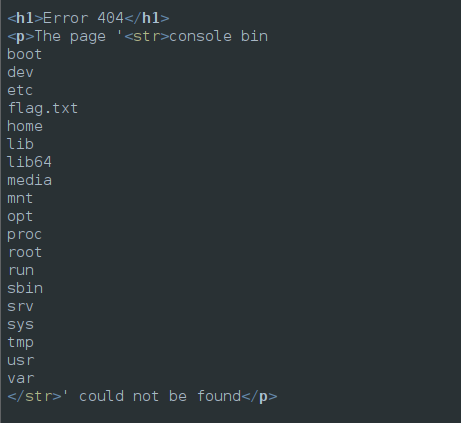 <h1>Error 404</h1>
<p>The page '<str>console bin
boot
dev
etc
flag.txt
home
lib
lib64
media
mnt
opt
proc
root
run
sbin
srv
sys
tmp
usr
var
</str>' could not be found</p>